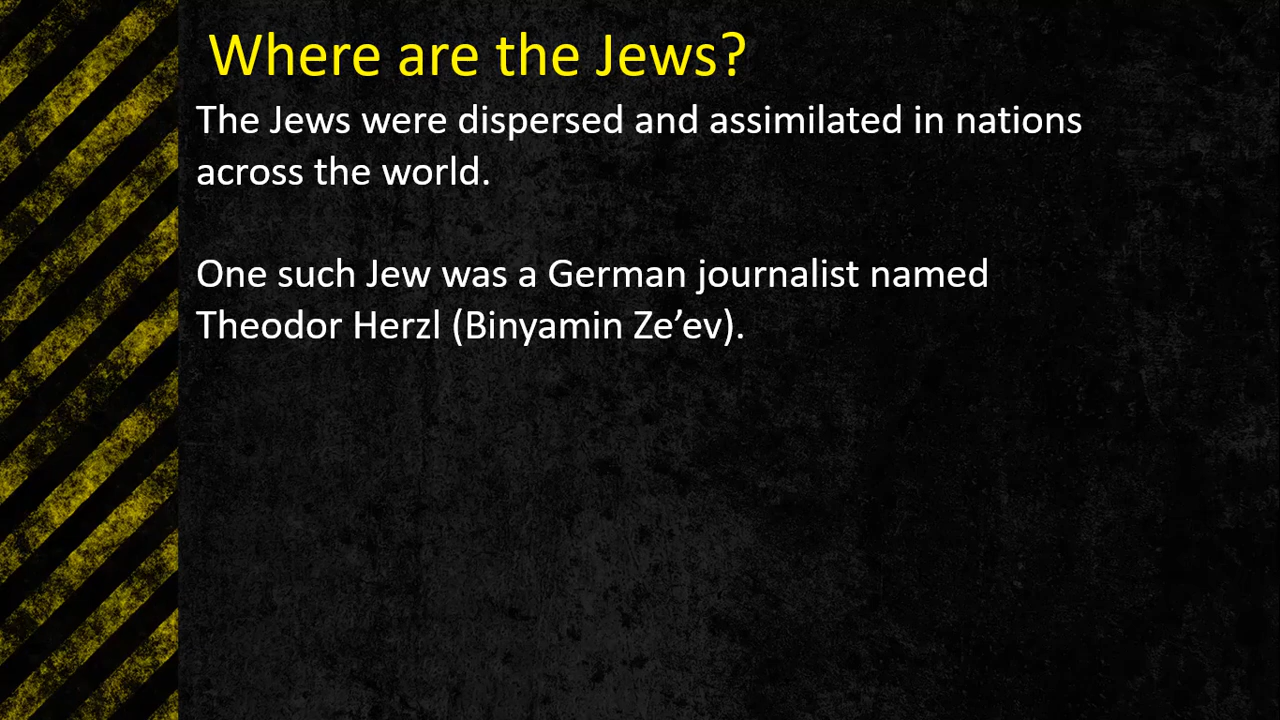 Where are the Jews?
The Jews were dispersed and assimilated in nations
across the world.
One such Jew was a German journalist named
Theodor Herzl (Binyamin Ze’ev).